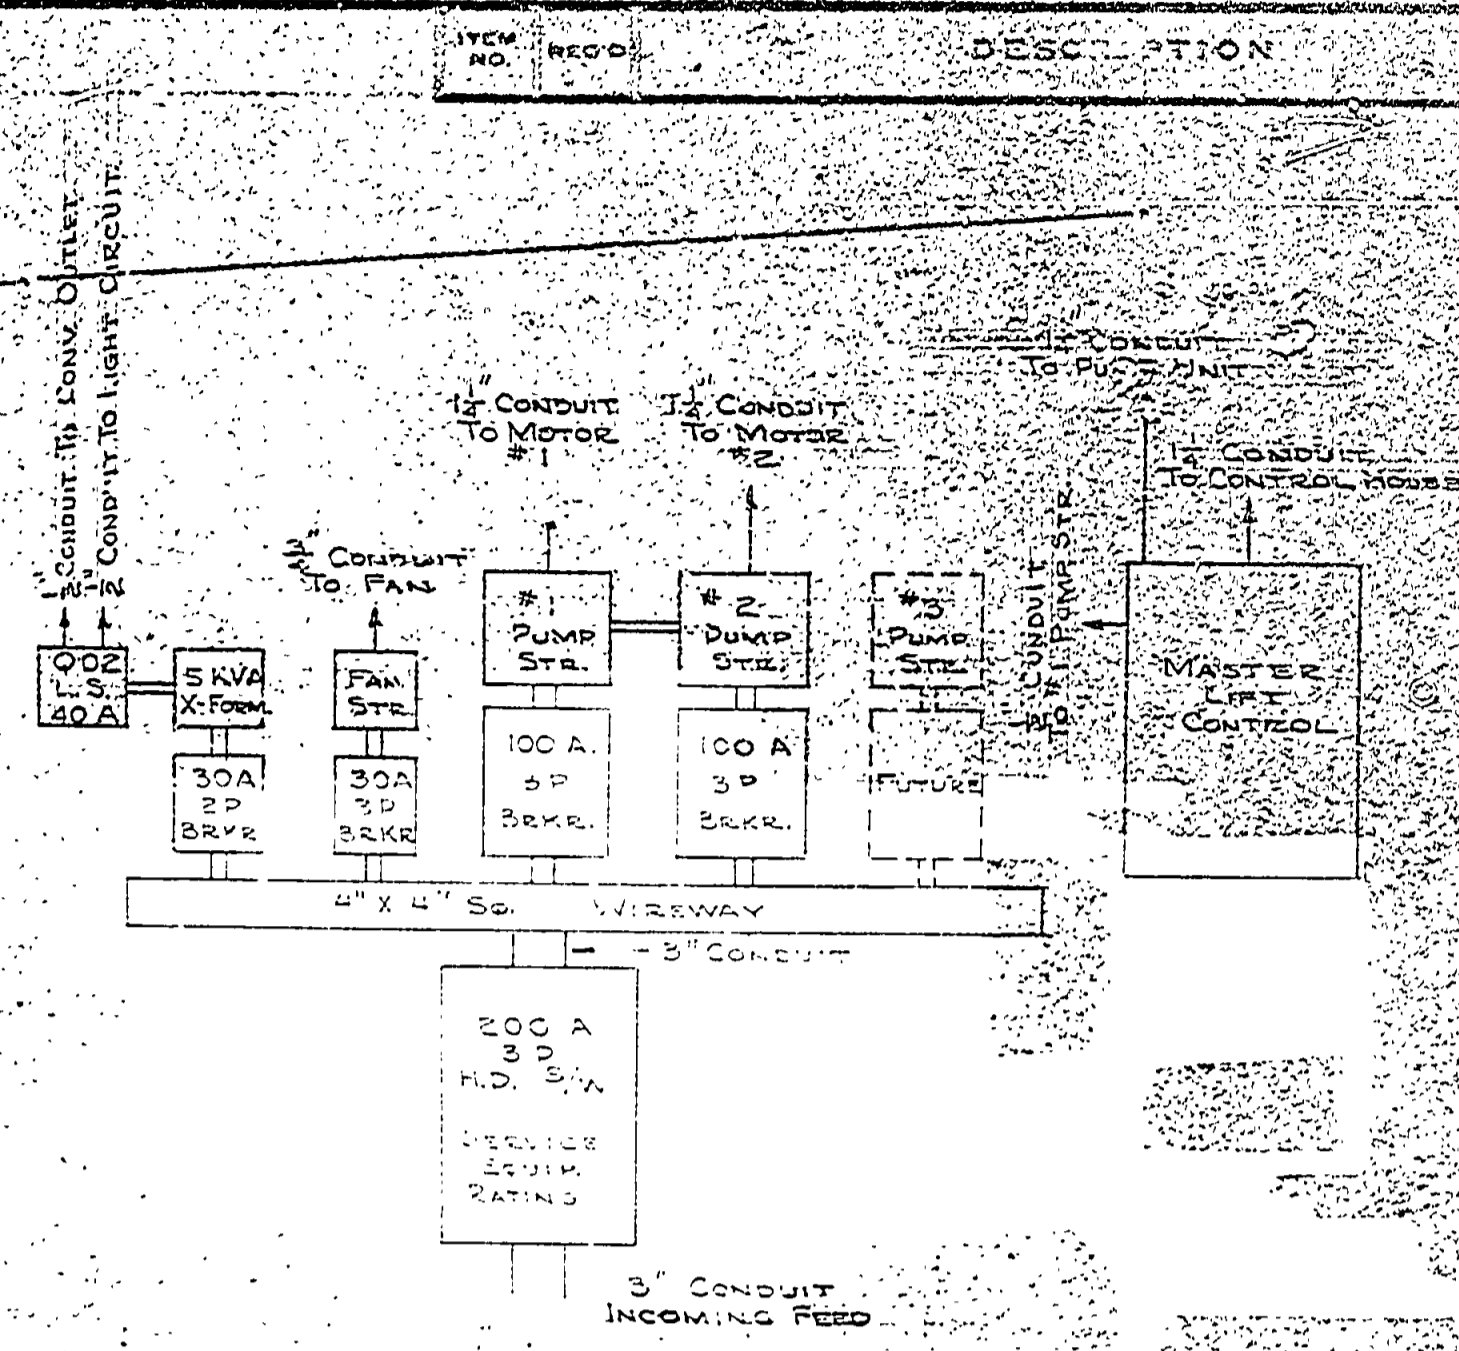 ITEM
NO.
REQ'D
1/2" CONDUIT TO CONV. OUTLET
1/2" CONDUIT TO LIGHT CIRCUIT
1 1/4" CONDUIT
TO MOTOR
#1
1 1/4" CONDUIT
TO MOTOR
#2
CONDUIT
TO UNIT
1 1/4" CONDUIT
TO CONTROL HOUSE
3/4" CONDUIT
TO FAN
CONDUIT
TO #1 PUMP STR.
QO2
L.S.
40A
5 KVA
X-FORM.
FAN
STR
#1
PUMP
STR.
#2
PUMP
STR.
#3
PUMP
STR.
MASTER
LIFT
CONTROL
30A
2P
BRKR
30A
3P
BRKR
100 A.
3P
BRKR.
100 A
3P
BRKR.
FUTURE
4" X 4" SQ. WIREWAY
3" CONDUIT
200 A
3P
H.D. S/W
SERVICE
EQUIP.
RATING
3" CONDUIT
INCOMING FEED